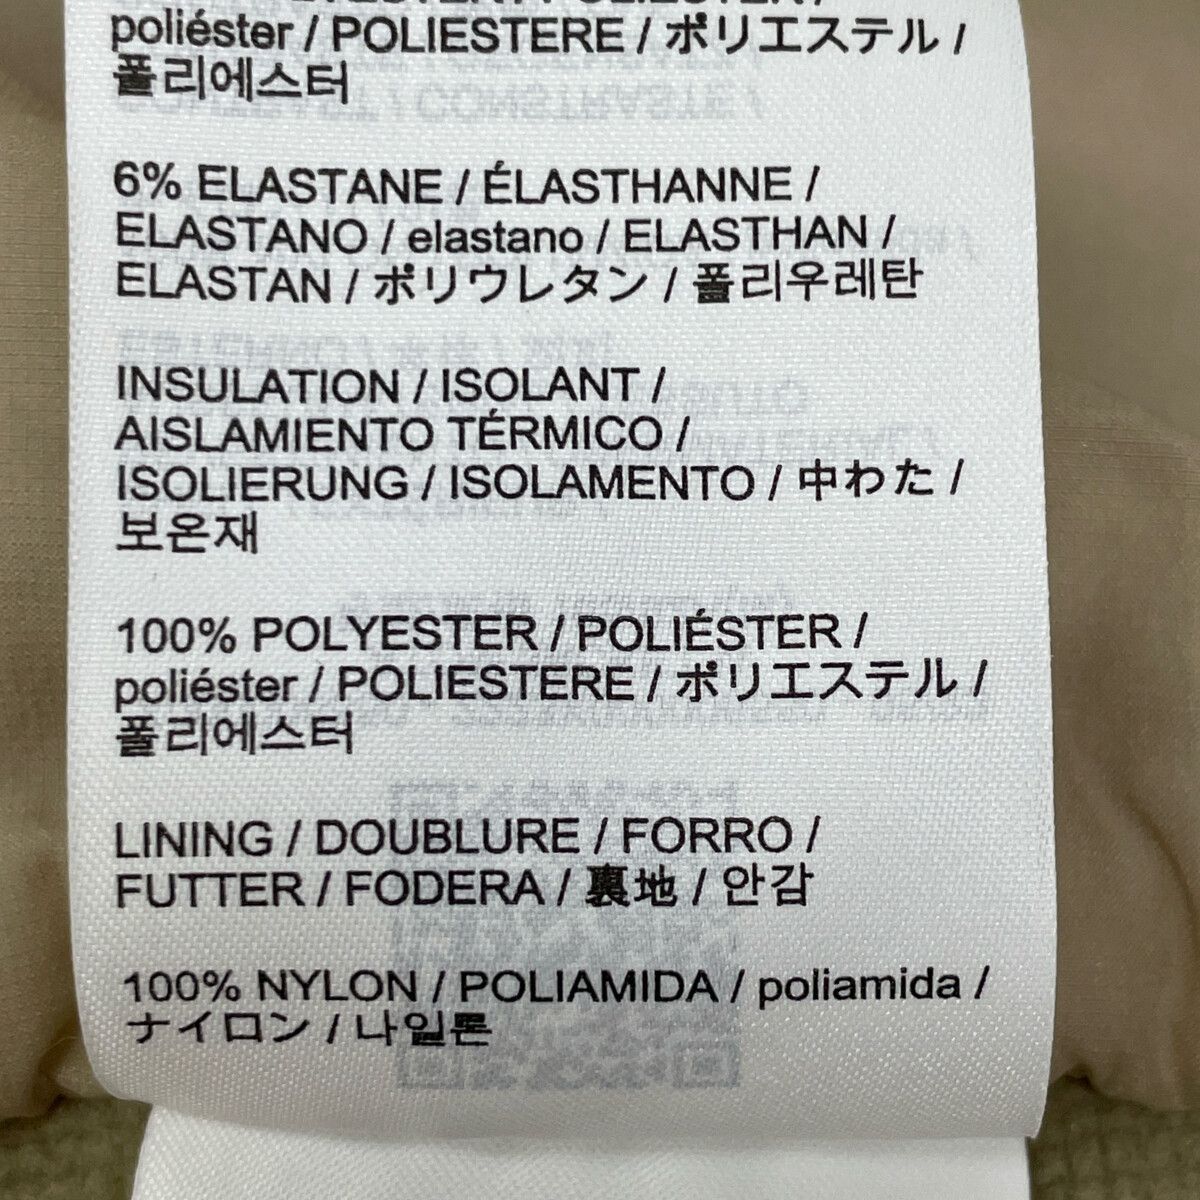 poliéster / POLIESTERE / ポリエステル /
폴리에스터
6% ELASTANE / ÉLASTHANNE /
ELASTANO / elastano / ELASTHAN /
ELASTAN / ポリウレタン / 폴리우레탄
INSULATION / ISOLANT /
AISLAMIENTO TÉRMICO /
ISOLIERUNG / ISOLAMENTO / 中わた /
보온재
100% POLYESTER / POLIÉSTER /
poliéster / POLIESTERE / ポリエステル /
폴리에스터
LINING / DOUBLURE / FORRO /
FUTTER / FODERA / 裏地 / 안감
100% NYLON / POLIAMIDA / poliamida /
ナイロン / 나일론